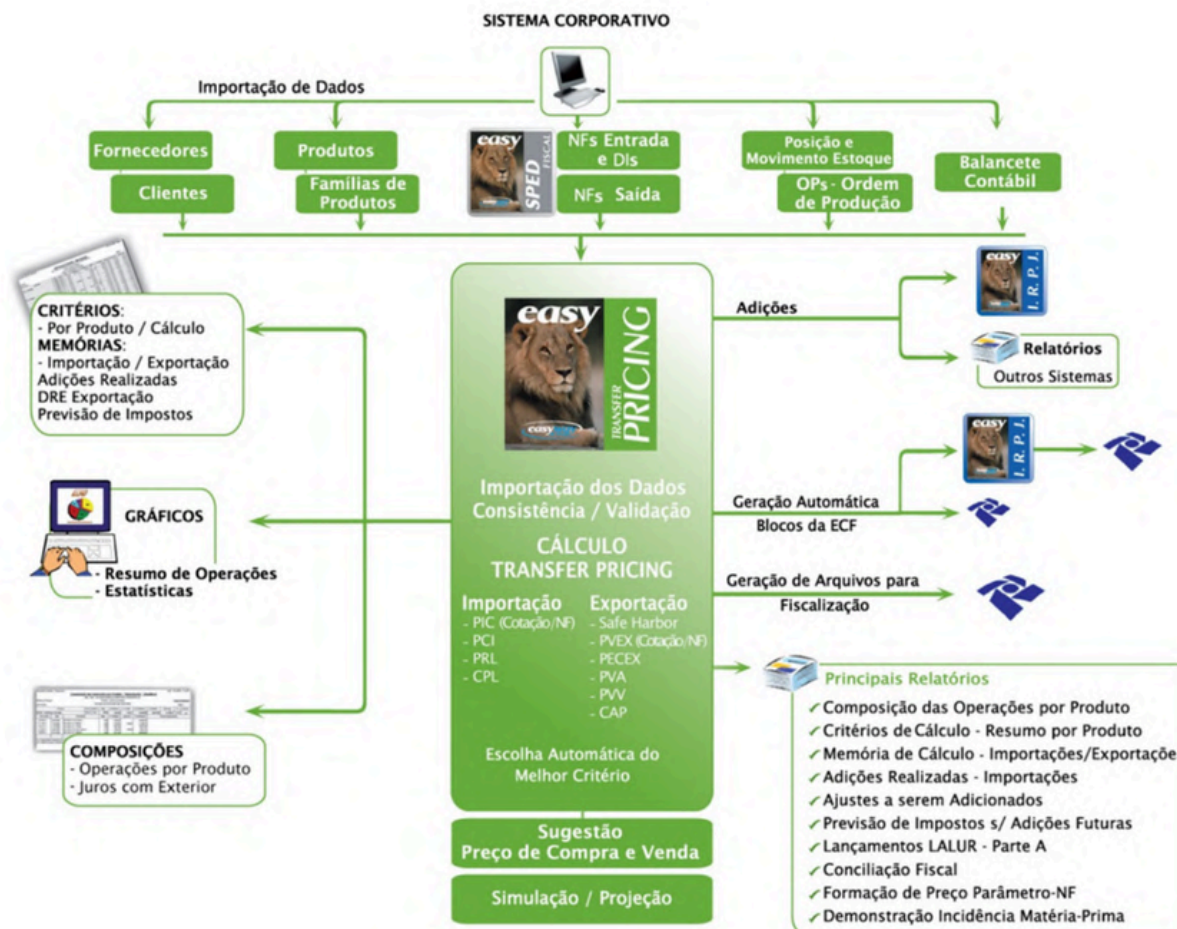 SISTEMA CORPORATIVO
Importação de Dados
Fornecedores
Clientes
Produtos
Famílias de
Produtos
easy
SPED
FISCAL
NFs Entrada
e DIs
NFs Saída
Posição e
Movimento Estoque
OPs - Ordem
de Produção
Balancete
Contábil
CRITÉRIOS:
- Por Produto / Cálculo
MEMÓRIAS:
- Importação / Exportação
Adições Realizadas
DRE Exportação
Previsão de Impostos
GRÁFICOS
- Resumo de Operações
- Estatísticas
COMPOSIÇÕES
- Operações por Produto
- Juros com Exterior
easy
TRANSFER
PRICING
easy
Importação dos Dados
Consistência / Validação
CÁLCULO
TRANSFER PRICING
Importação
- PIC (Cotação/NF)
- PCI
- PRL
- CPL
Exportação
- Safe Harbor
- PVEX (Cotação/NF)
- PECEX
- PVA
- PVV
- CAP
Escolha Automática do
Melhor Critério
Sugestão
Preço de Compra e Venda
Simulação / Projeção
Adições
easy
I. R. P. J.
Relatórios
Outros Sistemas
Geração Automática
Blocos da ECF
easy
I. R. P. J.
Geração de Arquivos para
Fiscalização
Principais Relatórios
✓ Composição das Operações por Produto
✓ Critérios de Cálculo - Resumo por Produto
✓ Memória de Cálculo - Importações/Exportaçõe
✓ Adições Realizadas - Importações
✓ Ajustes a serem Adicionados
✓ Previsão de Impostos s/ Adições Futuras
✓ Lançamentos LALUR - Parte A
✓ Conciliação Fiscal
✓ Formação de Preço Parâmetro-NF
✓ Demonstração Incidência Matéria-Prima